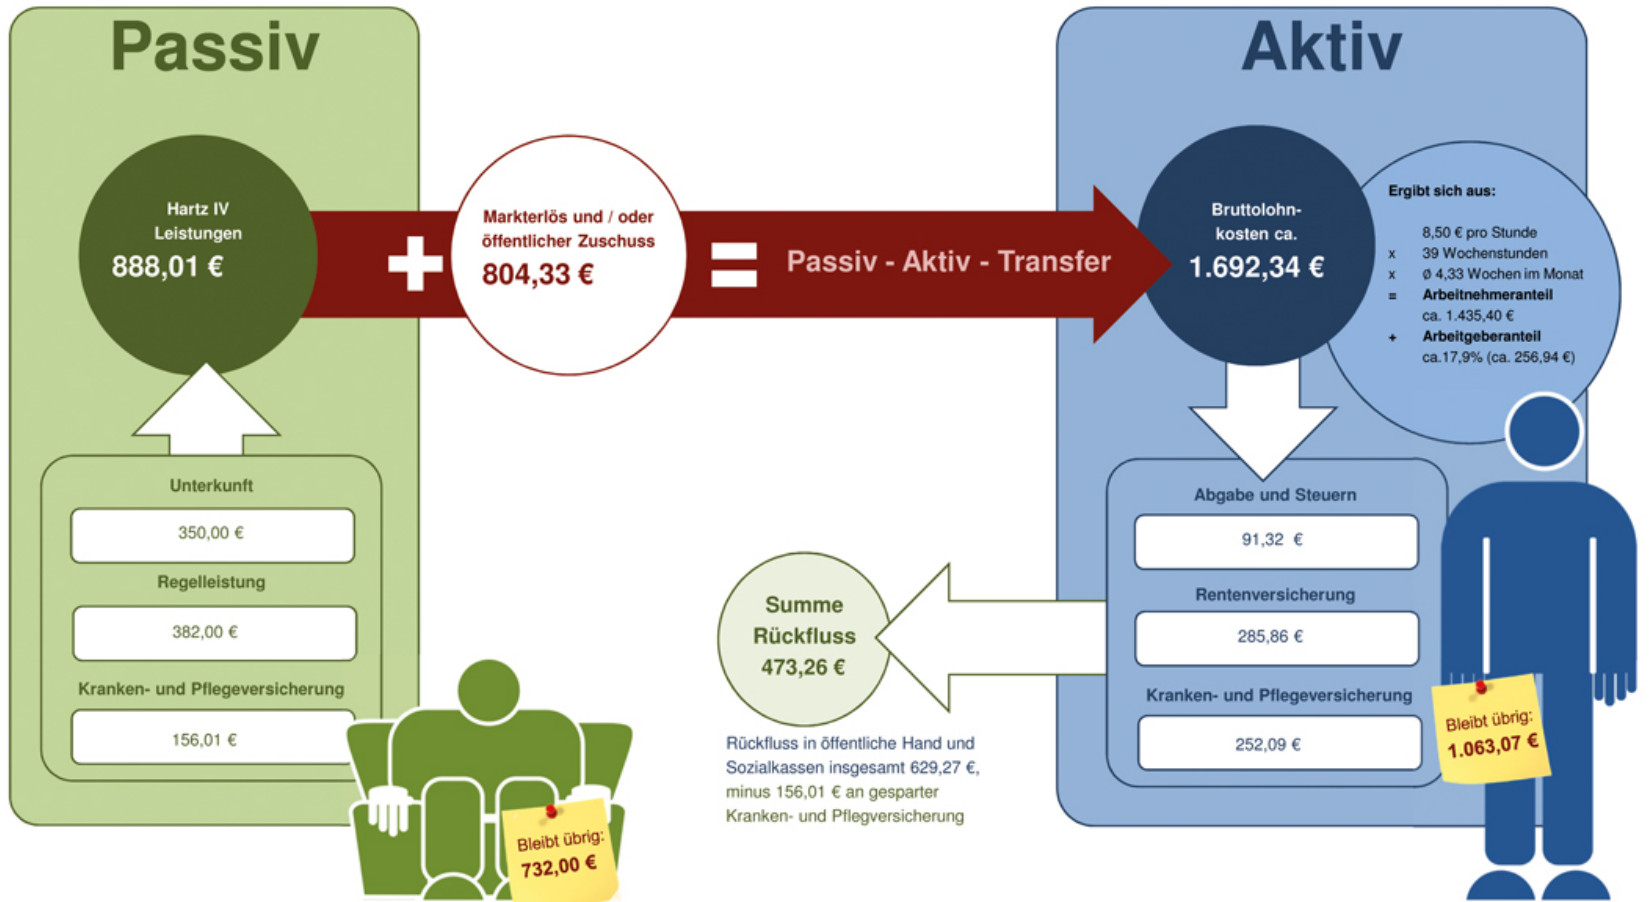 Passiv
Hartz IV
Leistungen
888,01 €
Unterkunft
350,00 €
Regelleistung
382,00 €
Kranken- und Pflegeversicherung
156,01 €
Bleibt übrig:
732,00 €
+
Markterlös und / oder
öffentlicher Zuschuss
804,33 €
=
Passiv - Aktiv - Transfer
Aktiv
Bruttolohn-
kosten ca.
1.692,34 €
Ergibt sich aus:
8,50 € pro Stunde
x 39 Wochenstunden
x ø 4,33 Wochen im Monat
= Arbeitnehmeranteil
ca. 1.435,40 €
+ Arbeitgeberanteil
ca.17,9% (ca. 256,94 €)
Abgabe und Steuern
91,32 €
Rentenversicherung
285,86 €
Kranken- und Pflegeversicherung
252,09 €
Bleibt übrig:
1.063,07 €
Summe
Rückfluss
473,26 €
Rückfluss in öffentliche Hand und
Sozialkassen insgesamt 629,27 €,
minus 156,01 € an gesparter
Kranken- und Pflegversicherung